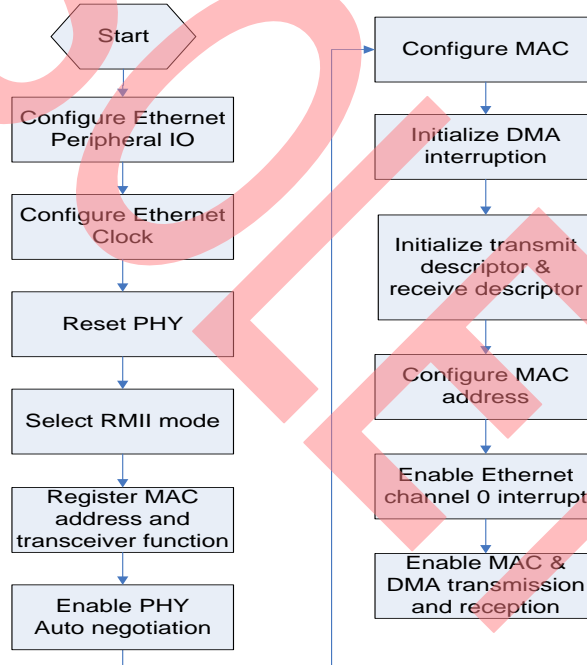 Start
Configure Ethernet
Peripheral IO
Configure Ethernet
Clock
Reset PHY
Select RMII mode
Register MAC
address and
transceiver function
Enable PHY
Auto negotiation
Configure MAC
Initialize DMA
interruption
Initialize transmit
descriptor &
receive descriptor
Configure MAC
address
Enable Ethernet
channel 0 interrupt
Enable MAC &
DMA transmission
and reception